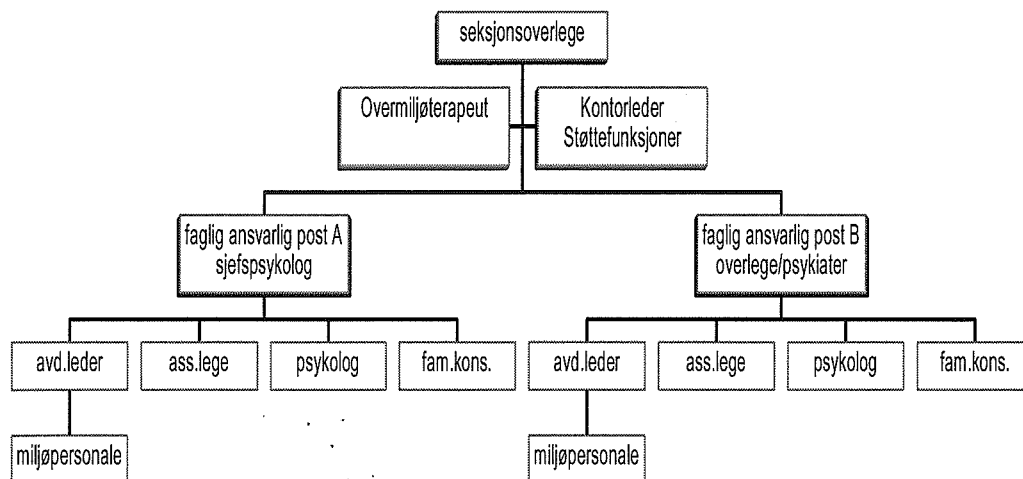 seksjonsoverlege
Overmiljøterapeut
Kontorleder
Støttefunksjoner
faglig ansvarlig post A
sjefspsykolog
faglig ansvarlig post B
overlege/psykiater
avd.leder
ass.lege
psykolog
fam.kons.
avd.leder
ass.lege
psykolog
fam.kons.
miljøpersonale
miljøpersonale